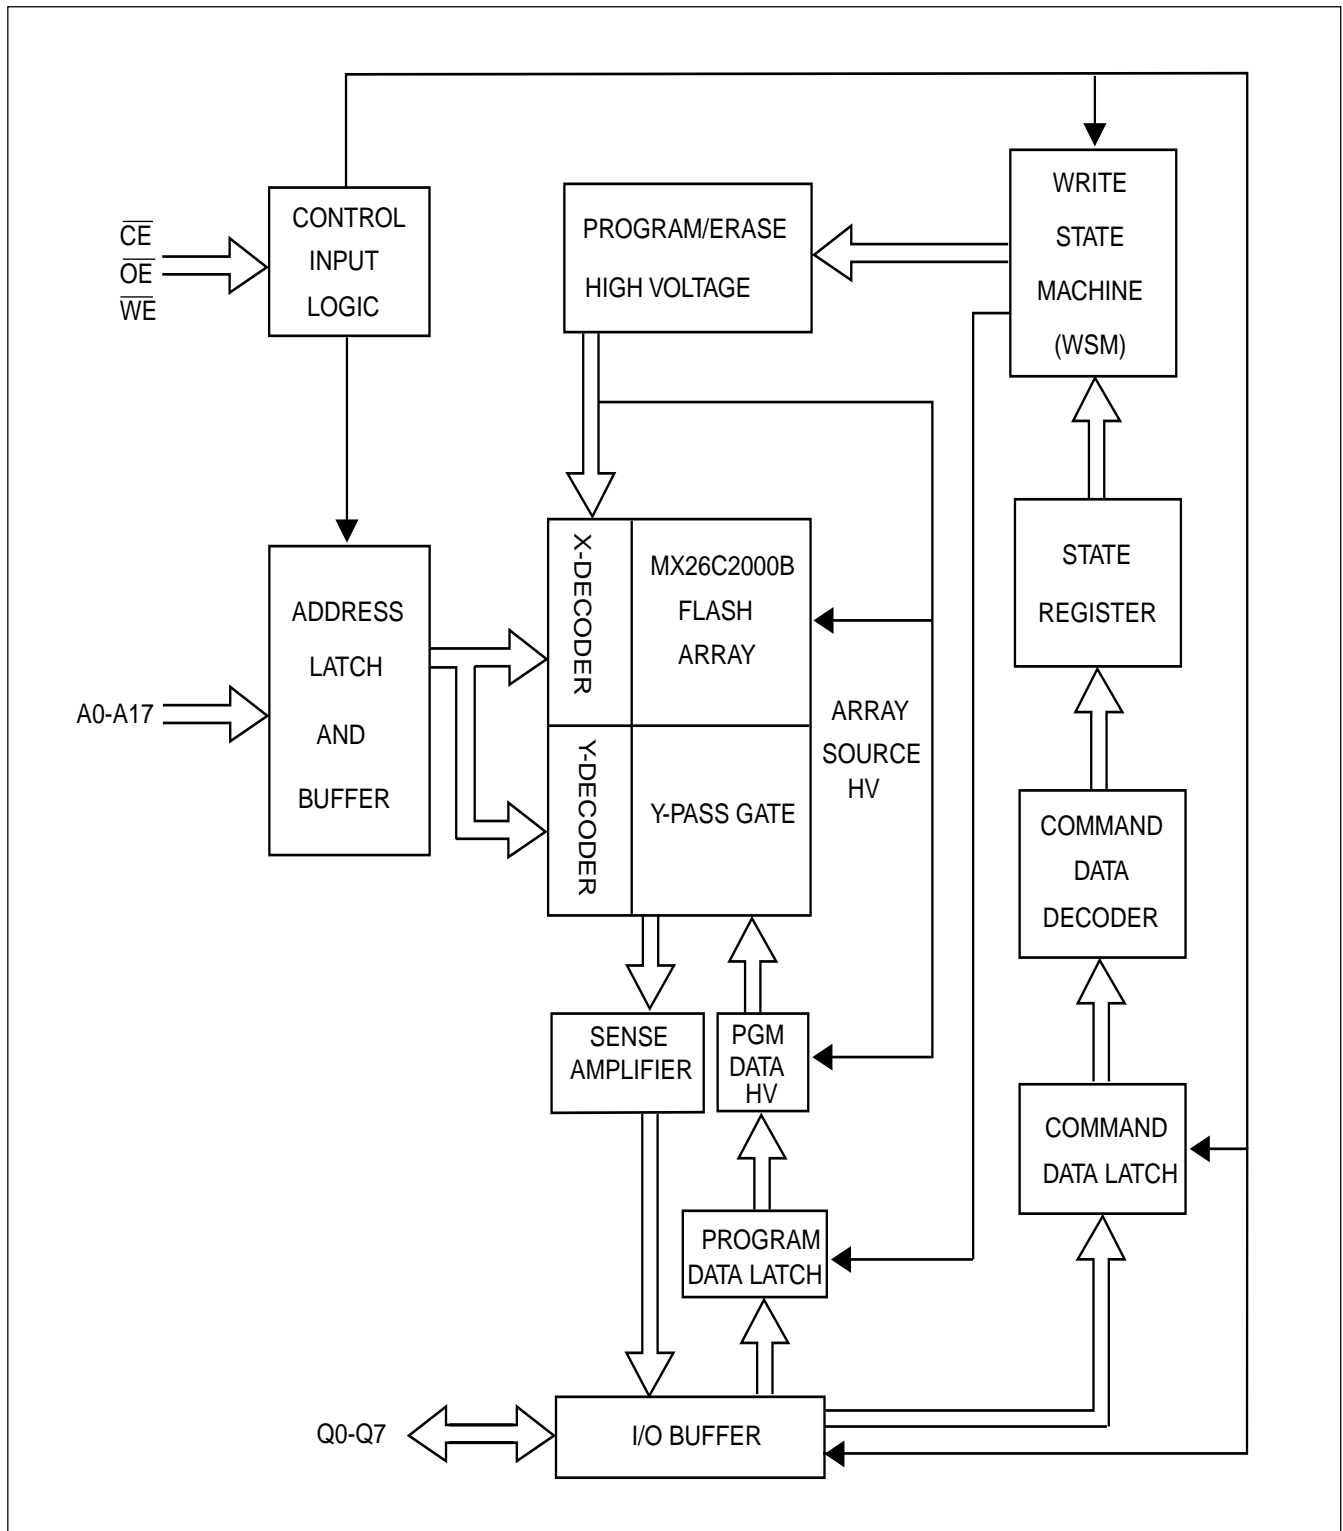 CE
OE
WE
CONTROL
INPUT
LOGIC
PROGRAM/ERASE
HIGH VOLTAGE
WRITE
STATE
MACHINE
(WSM)
STATE
REGISTER
A0-A17
ADDRESS
LATCH
AND
BUFFER
X-DECODER
MX26C2000B
FLASH
ARRAY
Y-DECODER
Y-PASS GATE
ARRAY
SOURCE
HV
COMMAND
DATA
DECODER
SENSE
AMPLIFIER
PGM
DATA
HV
COMMAND
DATA LATCH
PROGRAM
DATA LATCH
Q0-Q7
I/O BUFFER